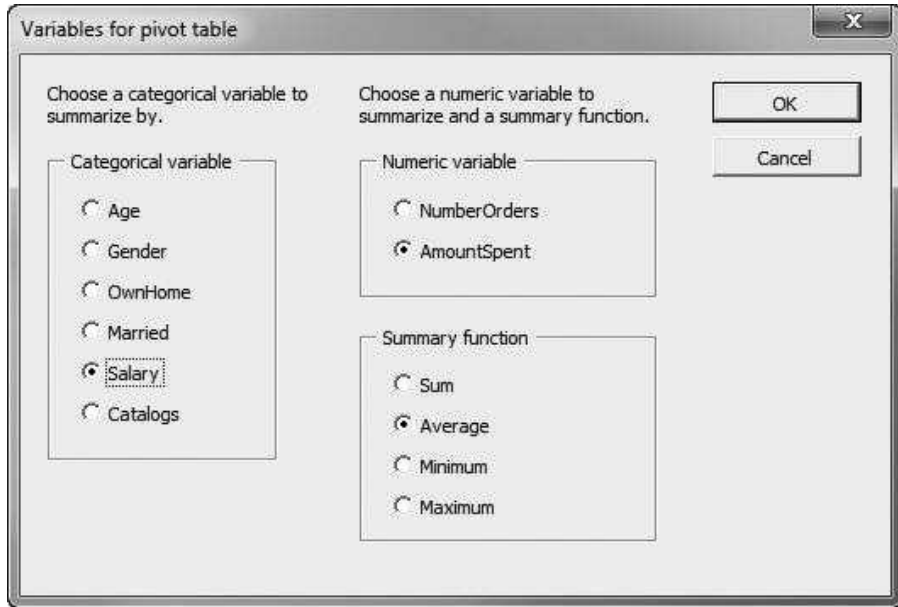 Variables for pivot table
X
Choose a categorical variable to
summarize by.
Categorical variable
Age
Gender
OwnHome
Married
Salary
Catalogs
Choose a numeric variable to
summarize and a summary function.
Numeric variable
NumberOrders
AmountSpent
Summary function
Sum
Average
Minimum
Maximum
OK
Cancel